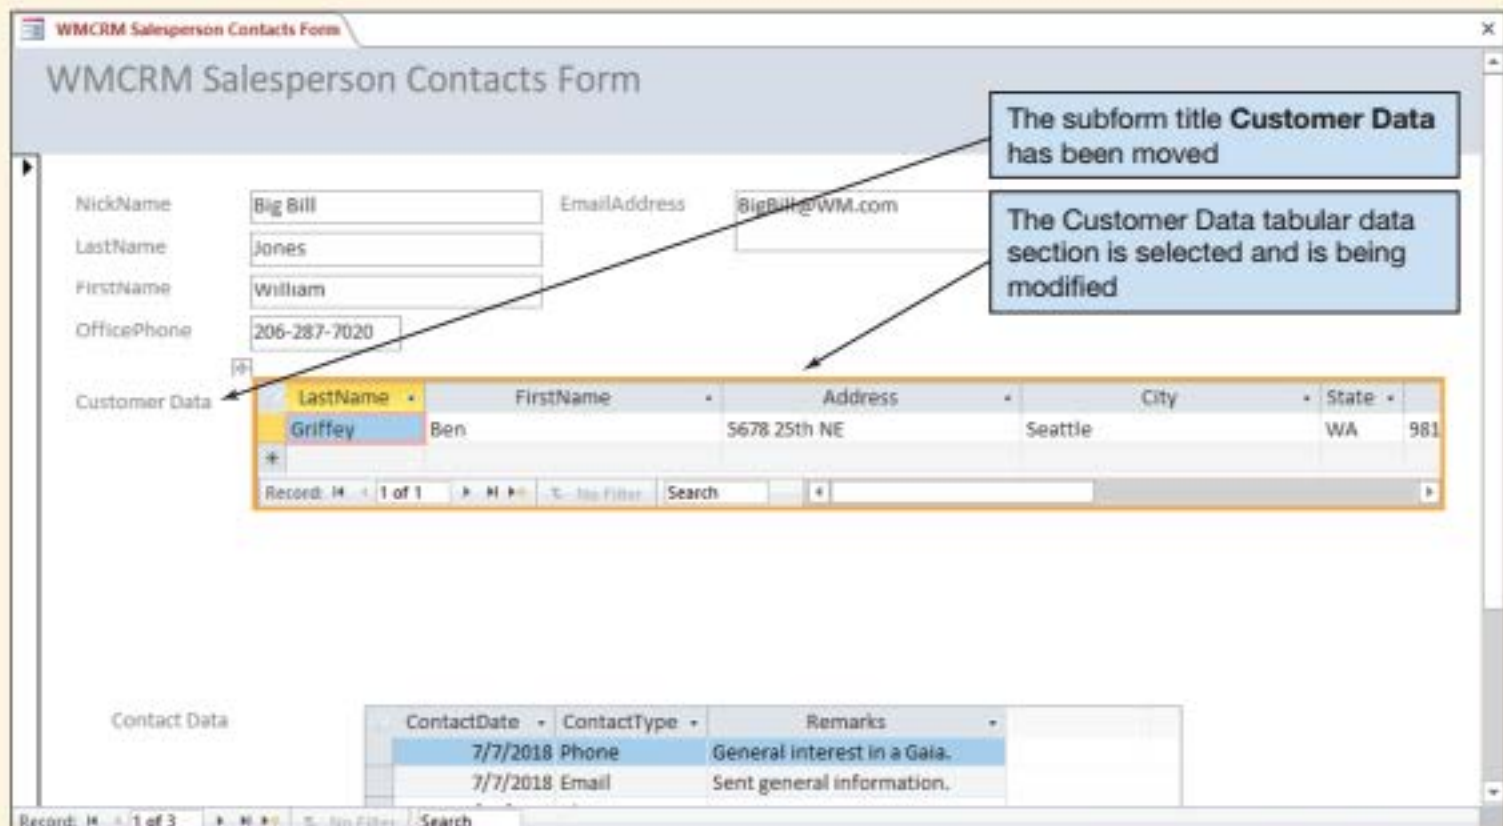 WMCRM Salesperson Contacts Form
WMCRM Salesperson Contacts Form
The subform title Customer Data
has been moved
NickName Big Bill EmailAddress BigBill@WM.com
The Customer Data tabular data
section is selected and is being
modified
LastName Jones
FirstName William
OfficePhone 206-287-7020
Customer Data
LastName FirstName Address City State
Griffey Ben 5678 25th NE Seattle WA 981
Record: 1 of 1 No Filter Search
Contact Data
ContactDate ContactType Remarks
7/7/2018 Phone General interest in a Gaia.
7/7/2018 Email Sent general information.
Record: 1 of 3 No Filter Search